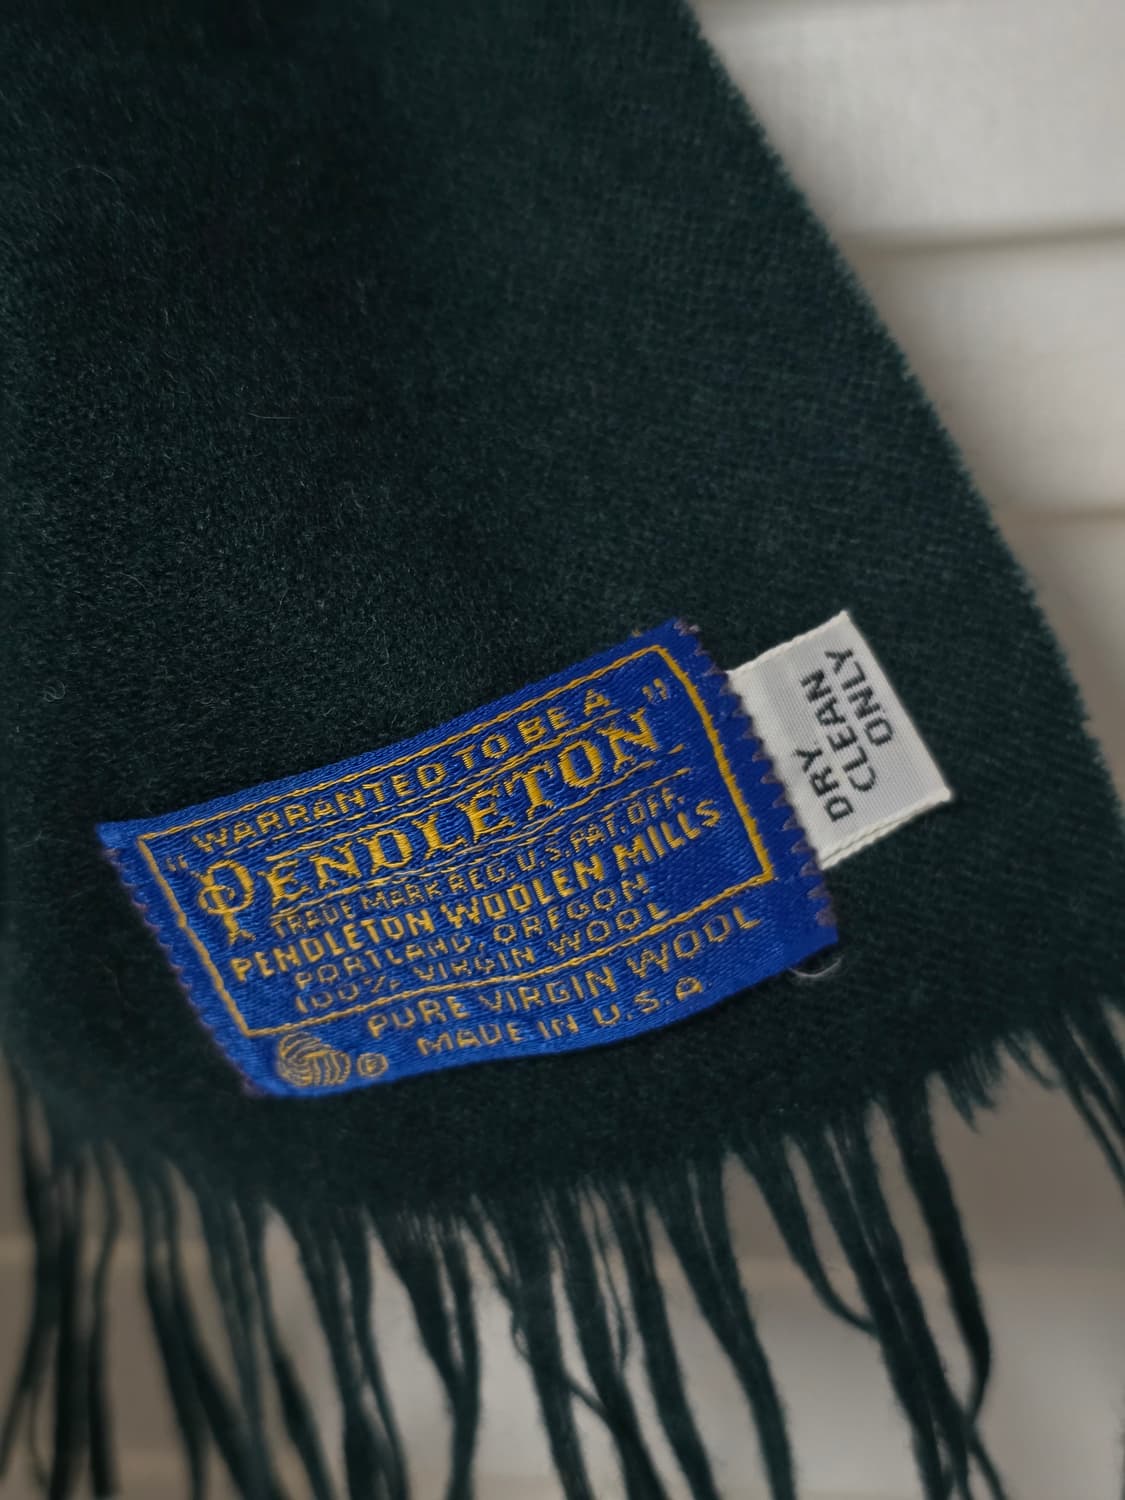 "WARRANTED TO BE A
PENDLETON"
TRADE MARK REG. U.S. PAT. OFF.
PENDLETON WOOLEN MILLS
PORTLAND, OREGON
100% VIRGIN WOOL
PURE VIRGIN WOOL
® MADE IN U.S.A.
DRY
CLEAN
ONLY